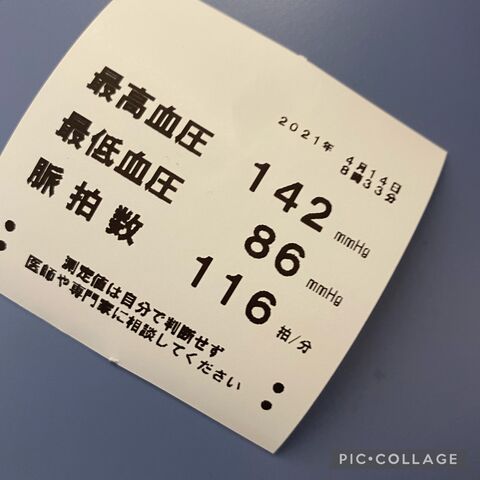 2021年 4月14日
8時33分
最高血圧 142 mmHg
最低血圧 86 mmHg
脈拍数 116 拍/分
測定値は自分で判断せず
医師や専門家に相談してください
PIC•COLLAGE